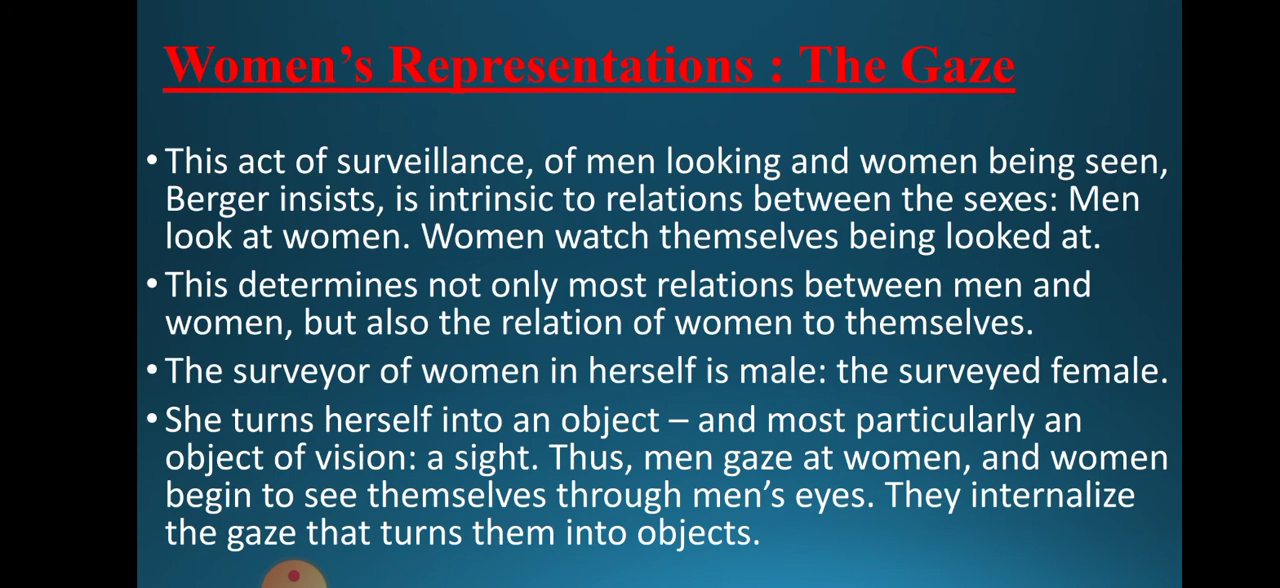 Women’s Representations : The Gaze
• This act of surveillance, of men looking and women being seen,
Berger insists, is intrinsic to relations between the sexes: Men
look at women. Women watch themselves being looked at.
• This determines not only most relations between men and
women, but also the relation of women to themselves.
• The surveyor of women in herself is male: the surveyed female.
• She turns herself into an object – and most particularly an
object of vision: a sight. Thus, men gaze at women, and women
begin to see themselves through men’s eyes. They internalize
the gaze that turns them into objects.